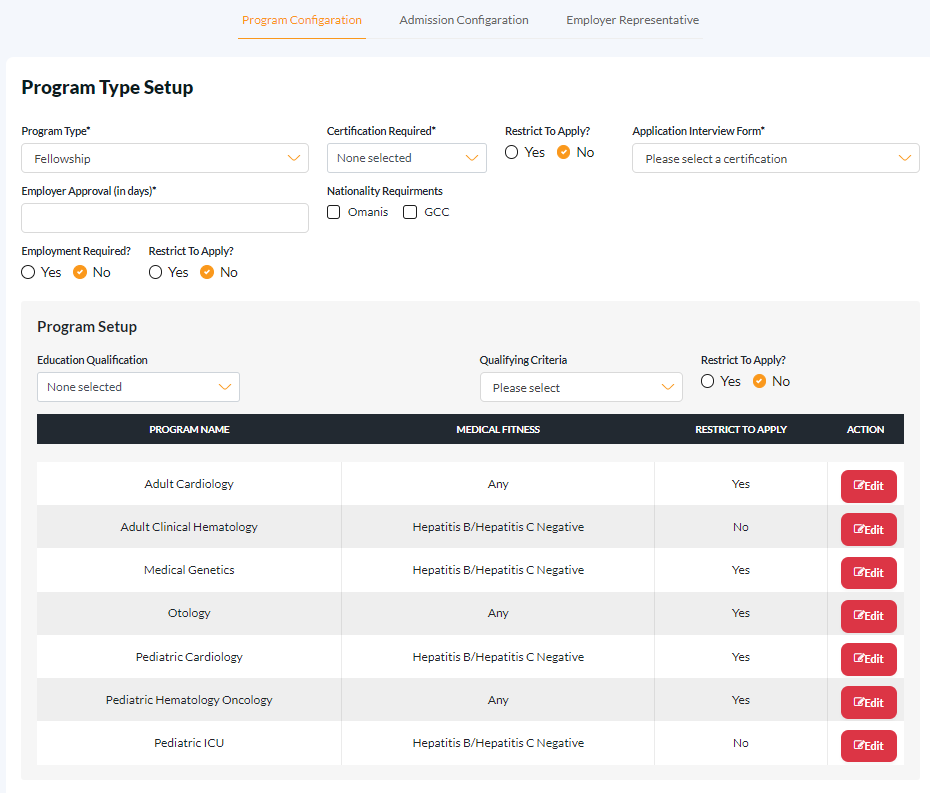 Program Configaration Admission Configaration Employer Representative
Program Type Setup
Program Type* Certification Required* Restrict To Apply? Application Interview Form*
Fellowship None selected Yes No Please select a certification
Employer Approval (in days)* Nationality Requirments
Omanis GCC
Employment Required? Restrict To Apply?
Yes No Yes No
Program Setup
Education Qualification Qualifying Criteria Restrict To Apply?
None selected Please select Yes No
PROGRAM NAME MEDICAL FITNESS RESTRICT TO APPLY ACTION
Adult Cardiology Any Yes Edit
Adult Clinical Hematology Hepatitis B/Hepatitis C Negative No Edit
Medical Genetics Hepatitis B/Hepatitis C Negative Yes Edit
Otology Any Yes Edit
Pediatric Cardiology Hepatitis B/Hepatitis C Negative Yes Edit
Pediatric Hematology Oncology Any Yes Edit
Pediatric ICU Hepatitis B/Hepatitis C Negative No Edit